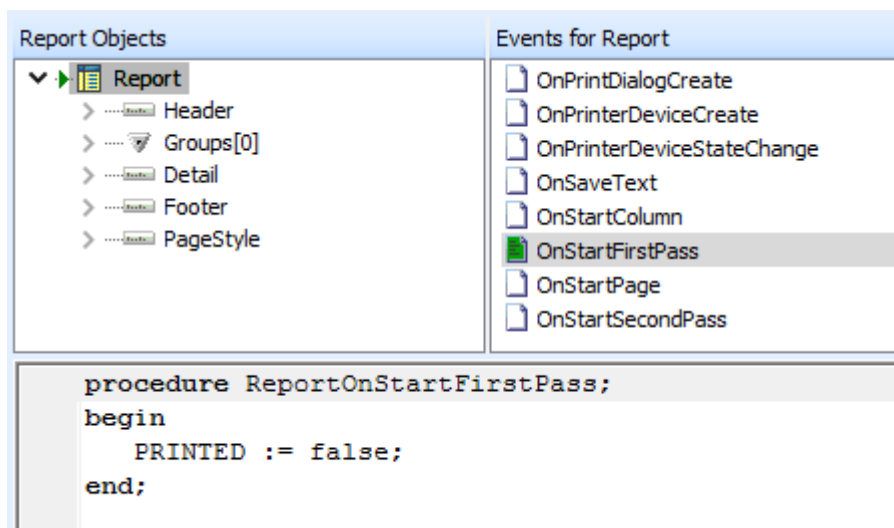 Report Objects
Report
Header
Groups[0]
Detail
Footer
PageStyle
Events for Report
OnPrintDialogCreate
OnPrinterDeviceCreate
OnPrinterDeviceStateChange
OnSaveText
OnStartColumn
OnStartFirstPass
OnStartPage
OnStartSecondPass
procedure ReportOnStartFirstPass;
begin
PRINTED := false;
end;